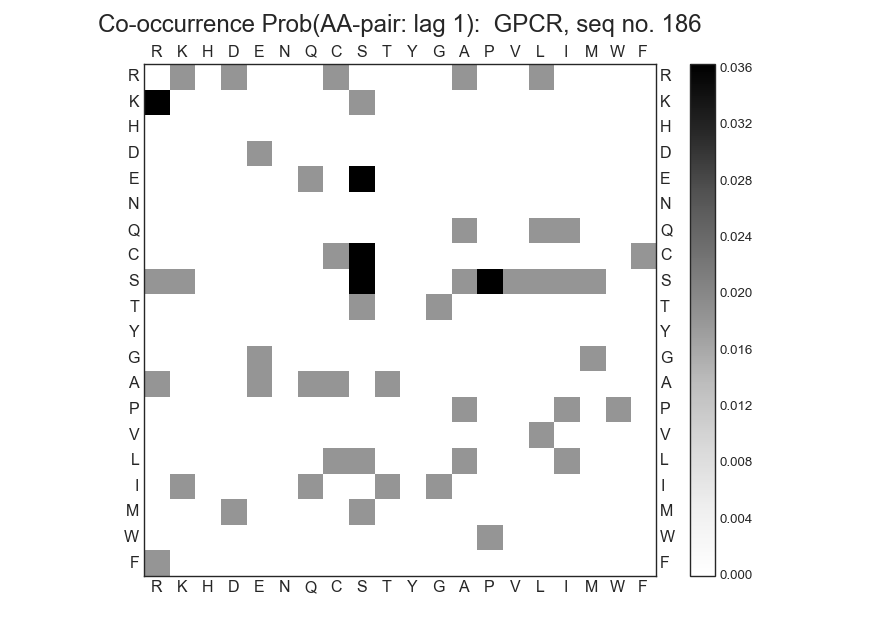 Co-occurrence Prob(AA-pair: lag 1):  GPCR, seq no. 186
R K H D E N Q C S T Y G A P V L I M W F
R R 0.036
K K
H H 0.032
D D
E E 0.028
N N
Q Q 0.024
C C
S S 0.020
T T
Y Y 0.016
G G
A A 0.012
P P
V V 0.008
L L
I I
M M 0.004
W W
F F 0.000
R K H D E N Q C S T Y G A P V L I M W F